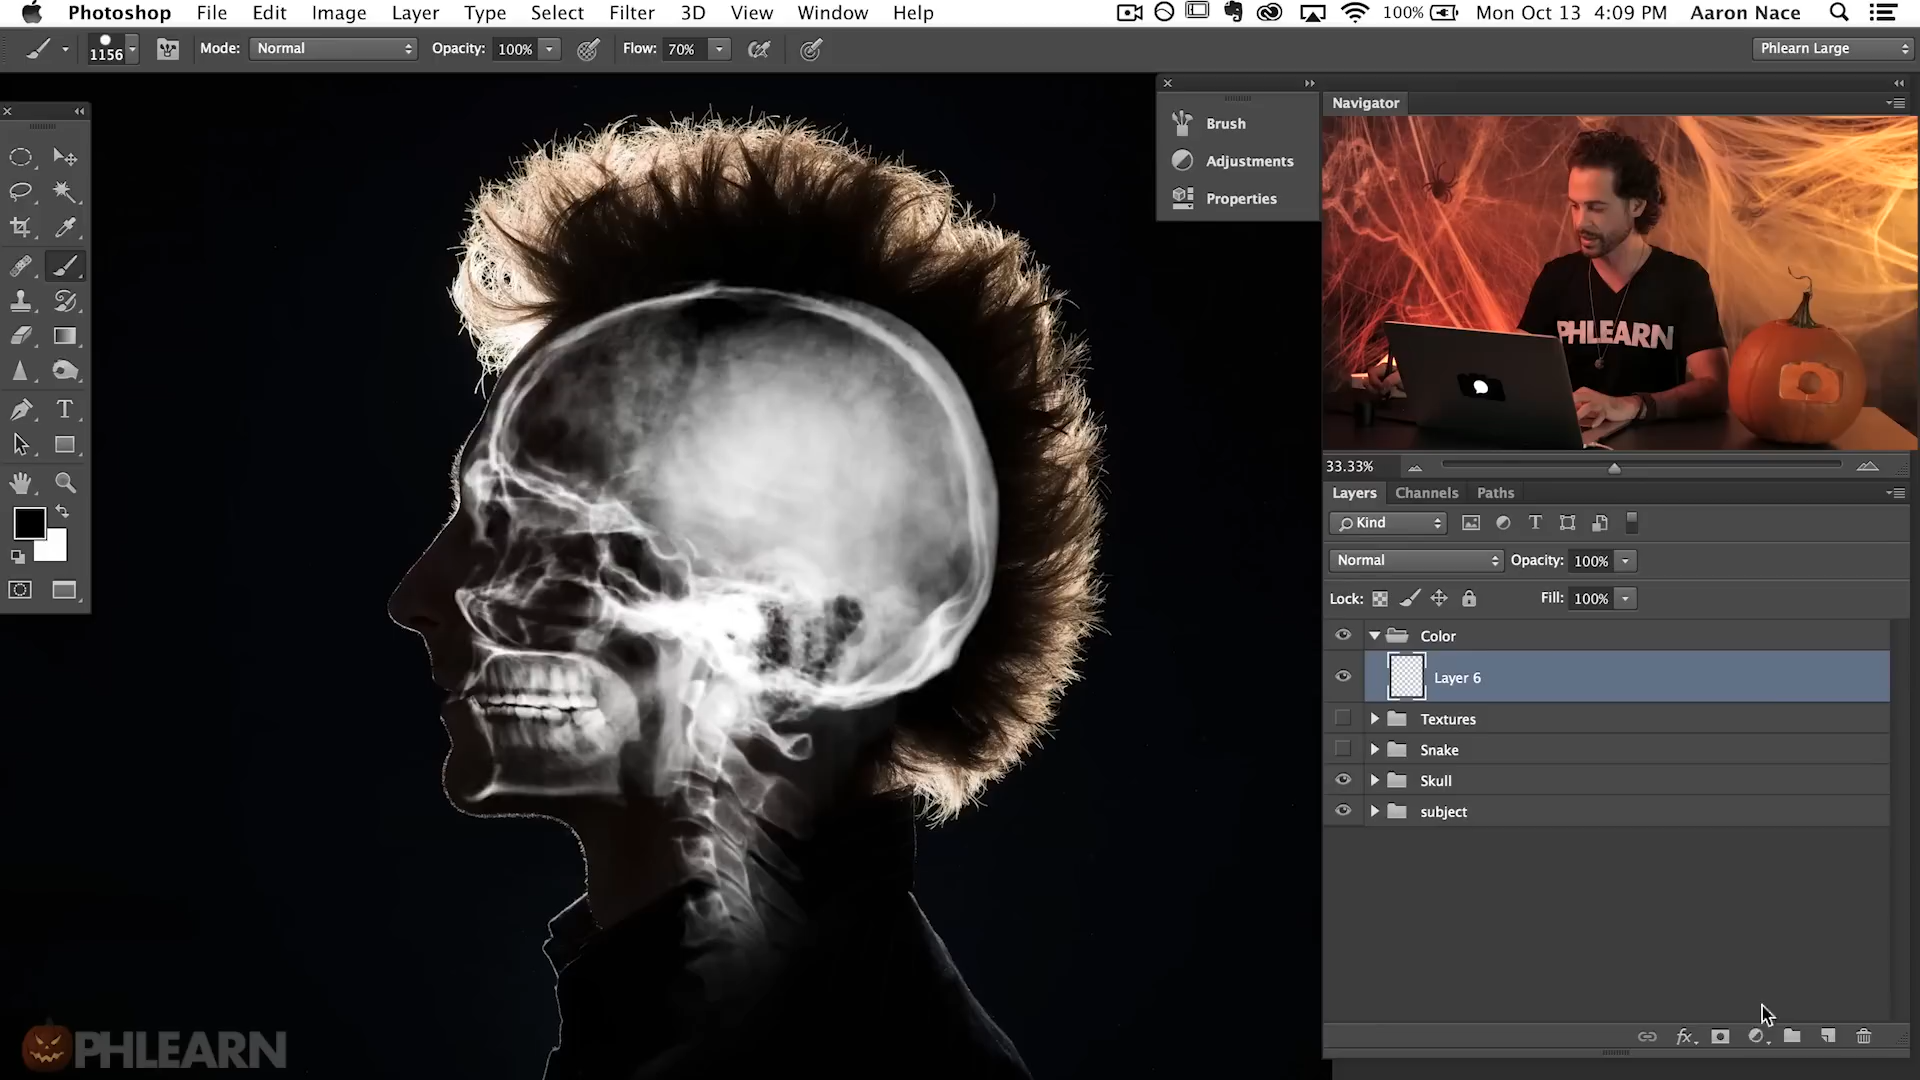 Photoshop File Edit Image Layer Type Select Filter 3D View Window Help 100% Mon Oct 13 4:09 PM Aaron Nace
1156 Mode: Normal Opacity: 100% Flow: 70% Phlearn Large
Navigator
Brush
Adjustments
Properties
PHLEARN
33.33%
Layers Channels Paths
Kind
Normal Opacity: 100%
Lock: Fill: 100%
Color
Layer 6
Textures
Snake
Skull
subject
fx
PHLEARN